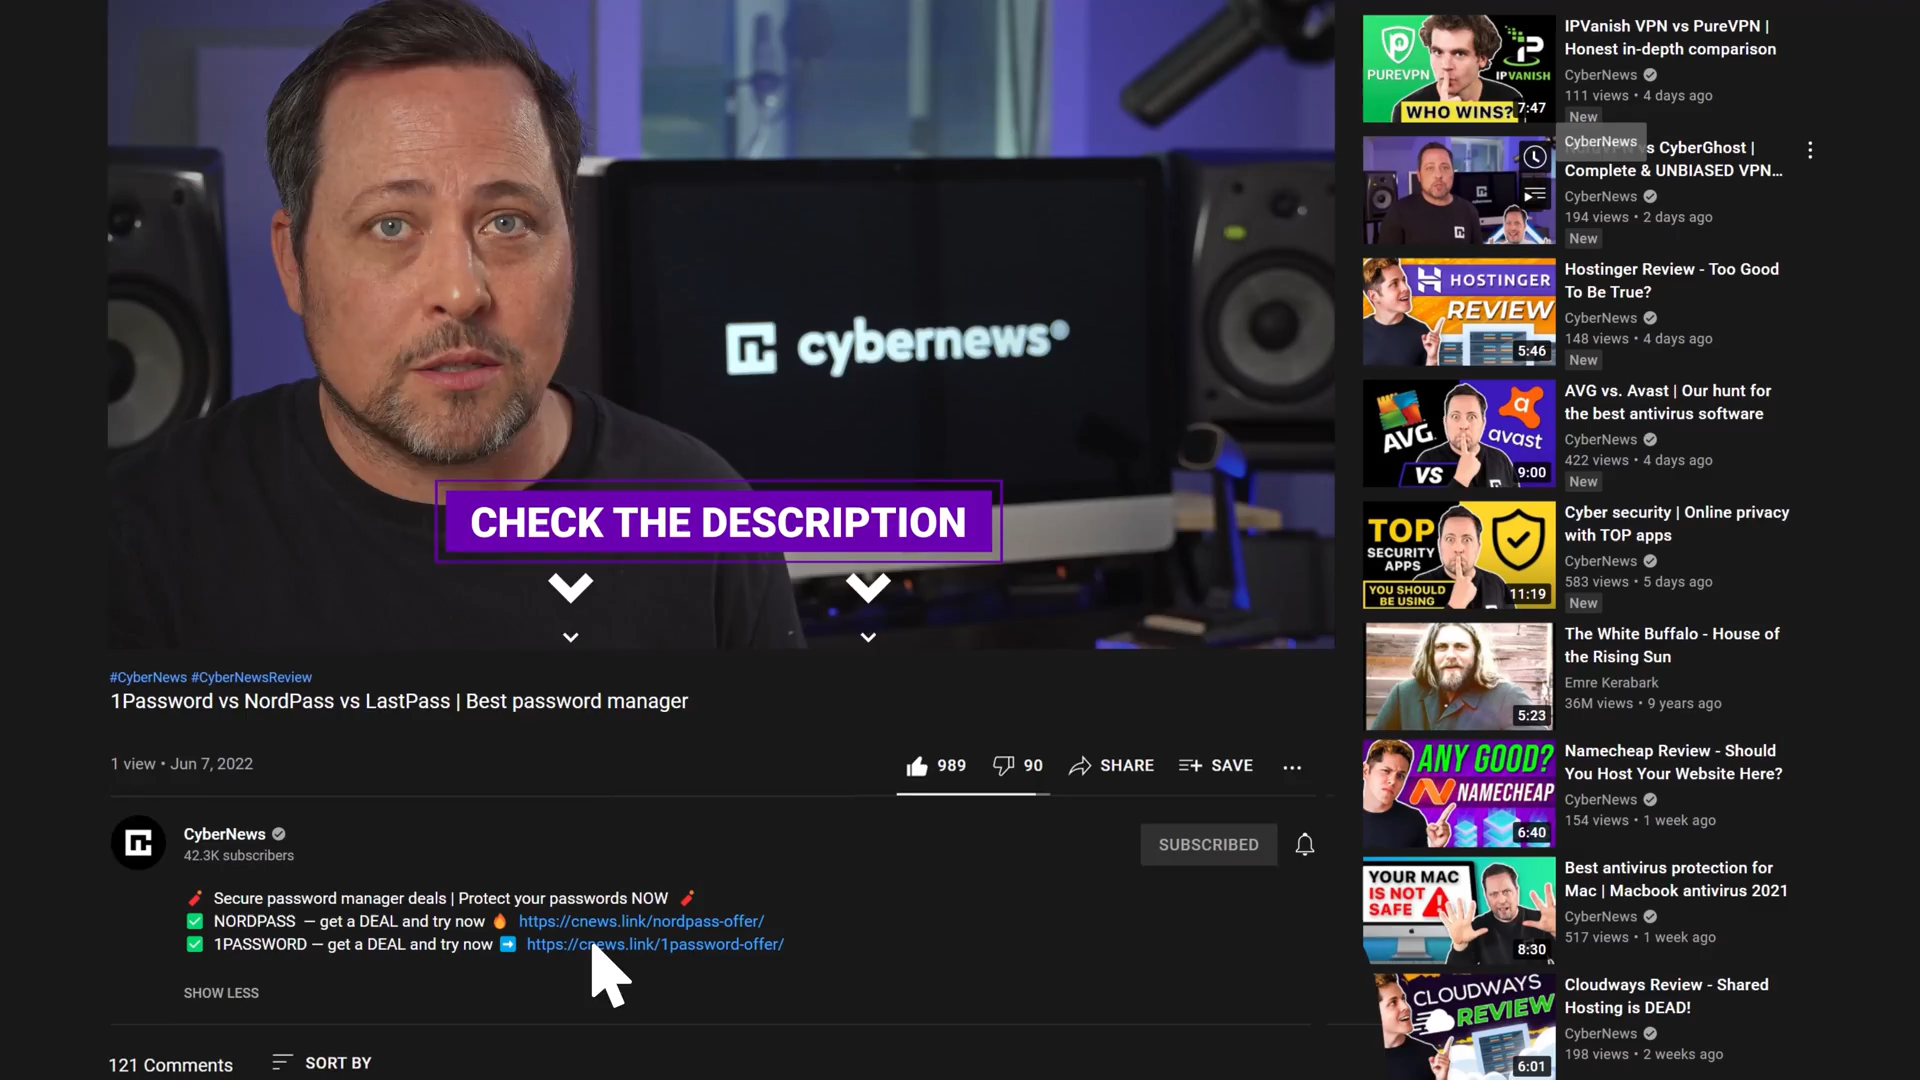 cybernews®
CHECK THE DESCRIPTION
#CyberNews #CyberNewsReview
1Password vs NordPass vs LastPass | Best password manager
1 view • Jun 7, 2022
989
90
SHARE
SAVE
CyberNews
42.3K subscribers
SUBSCRIBED
Secure password manager deals | Protect your passwords NOW
NORDPASS — get a DEAL and try now https://cnews.link/nordpass-offer/
1PASSWORD — get a DEAL and try now https://cnews.link/1password-offer/
SHOW LESS
121 Comments
SORT BY
PUREVPN
IPVANISH
WHO WINS?
7:47
IPVanish VPN vs PureVPN |
Honest in-depth comparison
CyberNews
111 views • 4 days ago
New
CyberNews
vs CyberGhost |
Complete & UNBIASED VPN...
CyberNews
194 views • 2 days ago
New
HOSTINGER
REVIEW
5:46
Hostinger Review - Too Good
To Be True?
CyberNews
148 views • 4 days ago
New
AVG
avast
VS
9:00
AVG vs. Avast | Our hunt for
the best antivirus software
CyberNews
422 views • 4 days ago
New
TOP
SECURITY
APPS
YOU SHOULD
BE USING
11:19
Cyber security | Online privacy
with TOP apps
CyberNews
583 views • 5 days ago
New
5:23
The White Buffalo - House of
the Rising Sun
Emre Kerabark
36M views • 9 years ago
ANY GOOD?
NAMECHEAP
6:40
Namecheap Review - Should
You Host Your Website Here?
CyberNews
154 views • 1 week ago
YOUR MAC
IS NOT
SAFE
8:30
Best antivirus protection for
Mac | Macbook antivirus 2021
CyberNews
517 views • 1 week ago
CLOUDWAYS
REVIEW
6:01
Cloudways Review - Shared
Hosting is DEAD!
CyberNews
198 views • 2 weeks ago